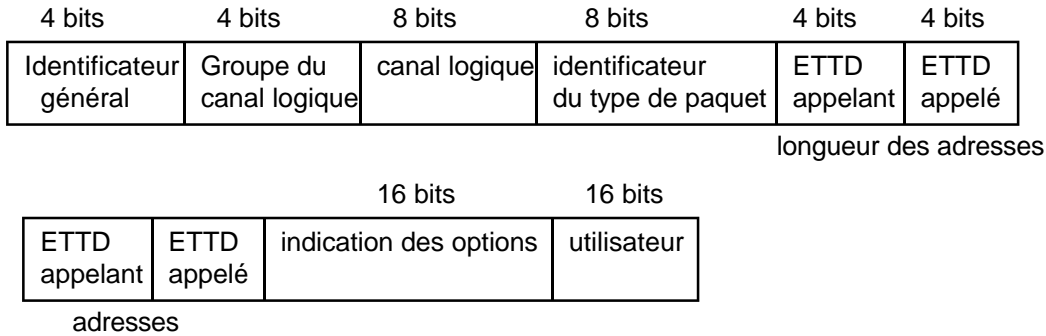 4 bits 4 bits 8 bits 8 bits 4 bits 4 bits
Identificateur Groupe du canal logique identificateur ETTD ETTD
général canal logique du type de paquet appelant appelé
longueur des adresses
16 bits 16 bits
ETTD ETTD indication des options utilisateur
appelant appelé
adresses